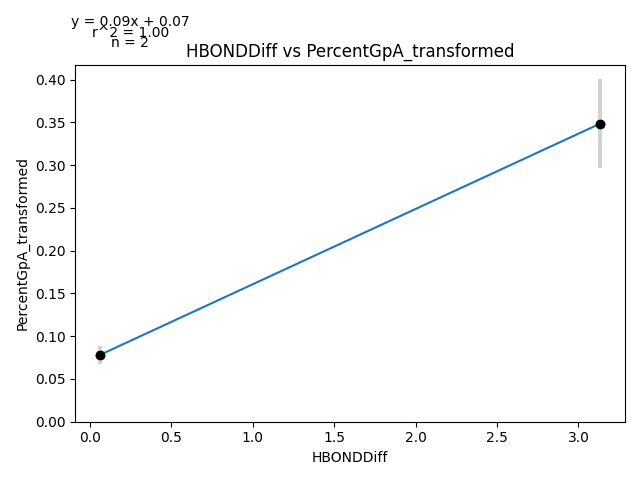 y = 0.09x + 0.07
r^2 = 1.00
n = 2
HBONDDiff vs PercentGpA_transformed
PercentGpA_transformed
0.40
0.35
0.30
0.25
0.20
0.15
0.10
0.05
0.00
0.0 0.5 1.0 1.5 2.0 2.5 3.0
HBONDDiff